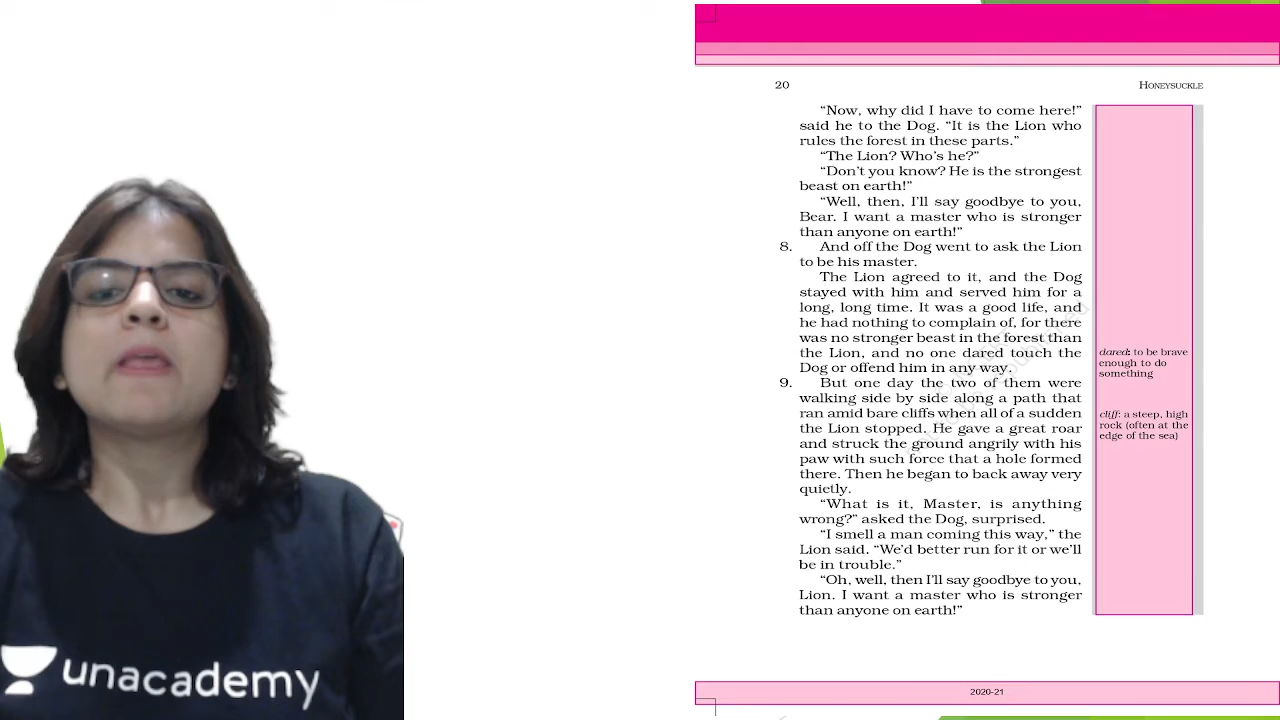 20
HONEYSUCKLE
“Now, why did I have to come here!”
said he to the Dog. “It is the Lion who
rules the forest in these parts.”
“The Lion? Who’s he?”
“Don’t you know? He is the strongest
beast on earth!”
“Well, then, I’ll say goodbye to you,
Bear. I want a master who is stronger
than anyone on earth!”
8. And off the Dog went to ask the Lion
to be his master.
The Lion agreed to it, and the Dog
stayed with him and served him for a
long, long time. It was a good life, and
he had nothing to complain of, for there
was no stronger beast in the forest than
the Lion, and no one dared touch the
Dog or offend him in any way.
9. But one day the two of them were
walking side by side along a path that
ran amid bare cliffs when all of a sudden
the Lion stopped. He gave a great roar
and struck the ground angrily with his
paw with such force that a hole formed
there. Then he began to back away very
quietly.
“What is it, Master, is anything
wrong?” asked the Dog, surprised.
“I smell a man coming this way,” the
Lion said. “We’d better run for it or we’ll
be in trouble.”
“Oh, well, then I’ll say goodbye to you,
Lion. I want a master who is stronger
than anyone on earth!”
dared: to be brave
enough to do
something
cliff: a steep, high
rock (often at the
edge of the sea)
2020-21
unacademy